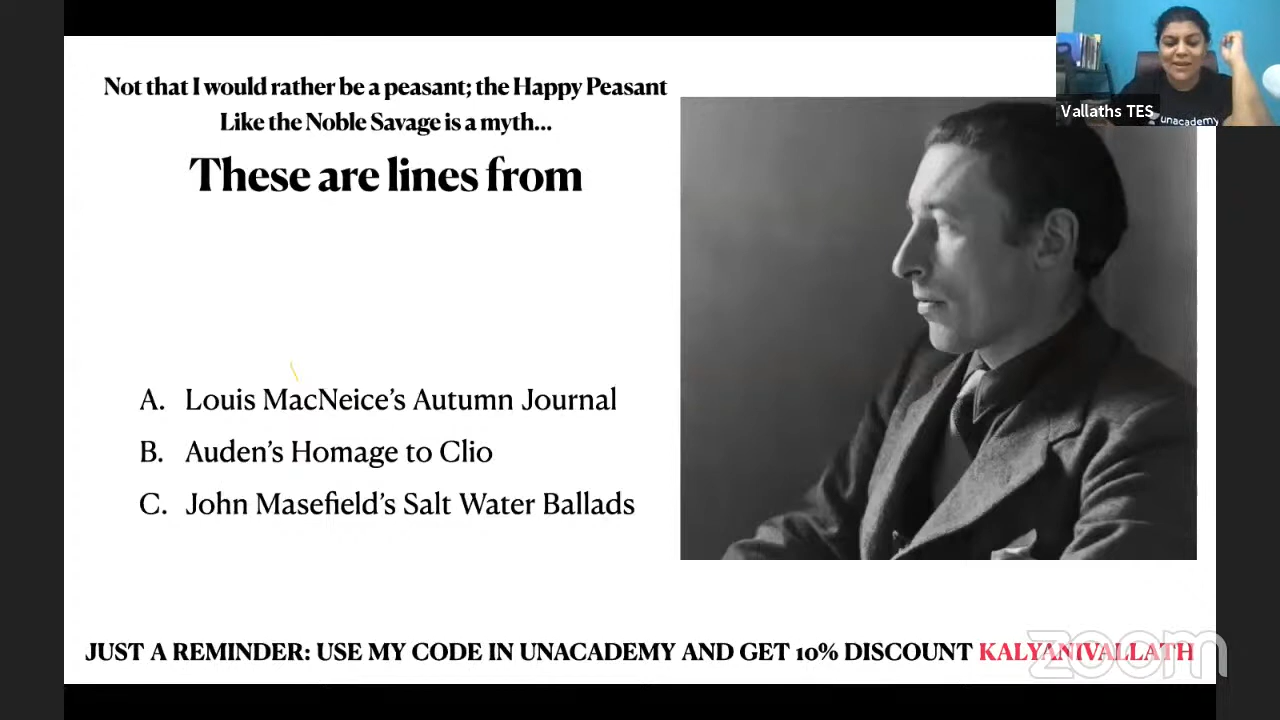 Not that I would rather be a peasant; the Happy Peasant
Like the Noble Savage is a myth...
These are lines from
A. Louis MacNeice's Autumn Journal
B. Auden's Homage to Clio
C. John Masefield's Salt Water Ballads
JUST A REMINDER: USE MY CODE IN UNACADEMY AND GET 10% DISCOUNT KALYANIVALLATH
zoom
Vallaths TES
unacademy